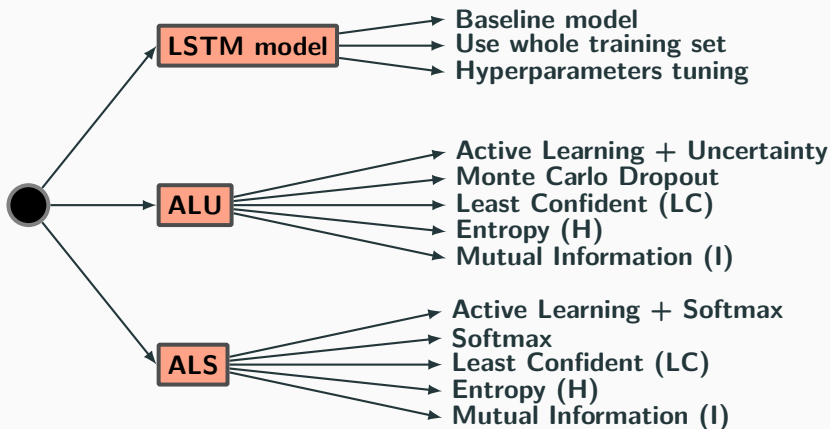 LSTM model
Baseline model
Use whole training set
Hyperparameters tuning
ALU
Active Learning + Uncertainty
Monte Carlo Dropout
Least Confident (LC)
Entropy (H)
Mutual Information (I)
ALS
Active Learning + Softmax
Softmax
Least Confident (LC)
Entropy (H)
Mutual Information (I)